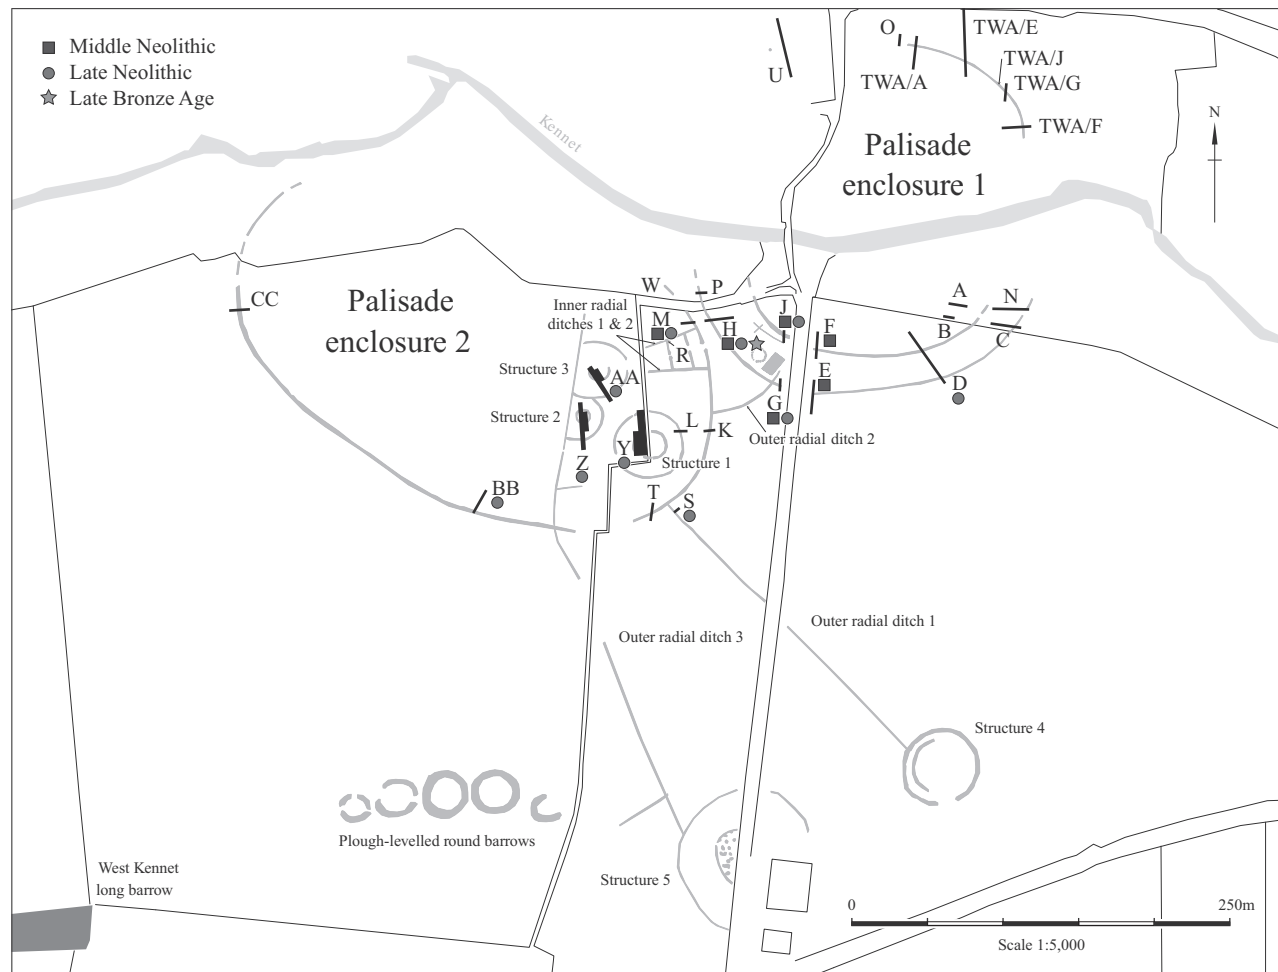 Middle Neolithic
Late Neolithic
Late Bronze Age
U
O
TWA/E
TWA/A
TWA/J
TWA/G
TWA/F
N
Kennet
Palisade
enclosure 1
CC
Palisade
enclosure 2
W
P
Inner radial
ditches 1 & 2
M
H
J
F
A
N
B
C
R
Structure 3
AA
E
D
Structure 2
G
L
K
Outer radial ditch 2
Y
Structure 1
Z
BB
T
S
Outer radial ditch 3
Outer radial ditch 1
Structure 4
Plough-levelled round barrows
West Kennet
long barrow
Structure 5
0
250m
Scale 1:5,000